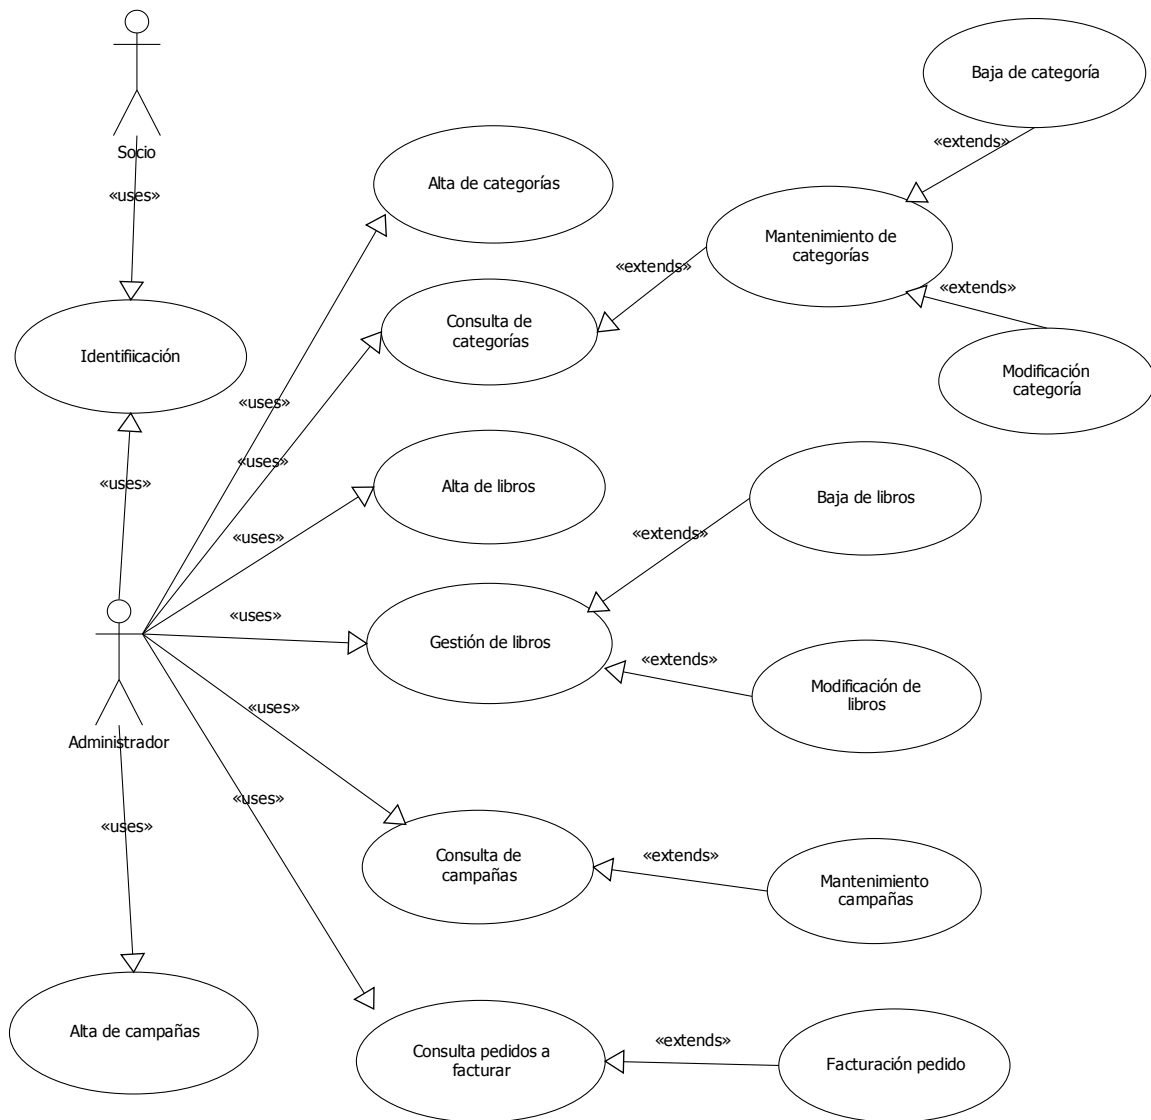 Baja de categoría
«extends»
Socio
«uses»
Alta de categorías
Mantenimiento de
categorías
«extends»
«extends»
Consulta de
categorías
Identifiicación
Modificación
categoría
«uses»
«uses»
«uses»
Alta de libros
Baja de libros
«uses»
«extends»
«uses»
Gestión de libros
«extends»
Modificación de
libros
«uses»
Administrador
«uses»
«uses»
Consulta de
campañas
«extends»
Mantenimiento
campañas
Alta de campañas
Consulta pedidos a
facturar
«extends»
Facturación pedido